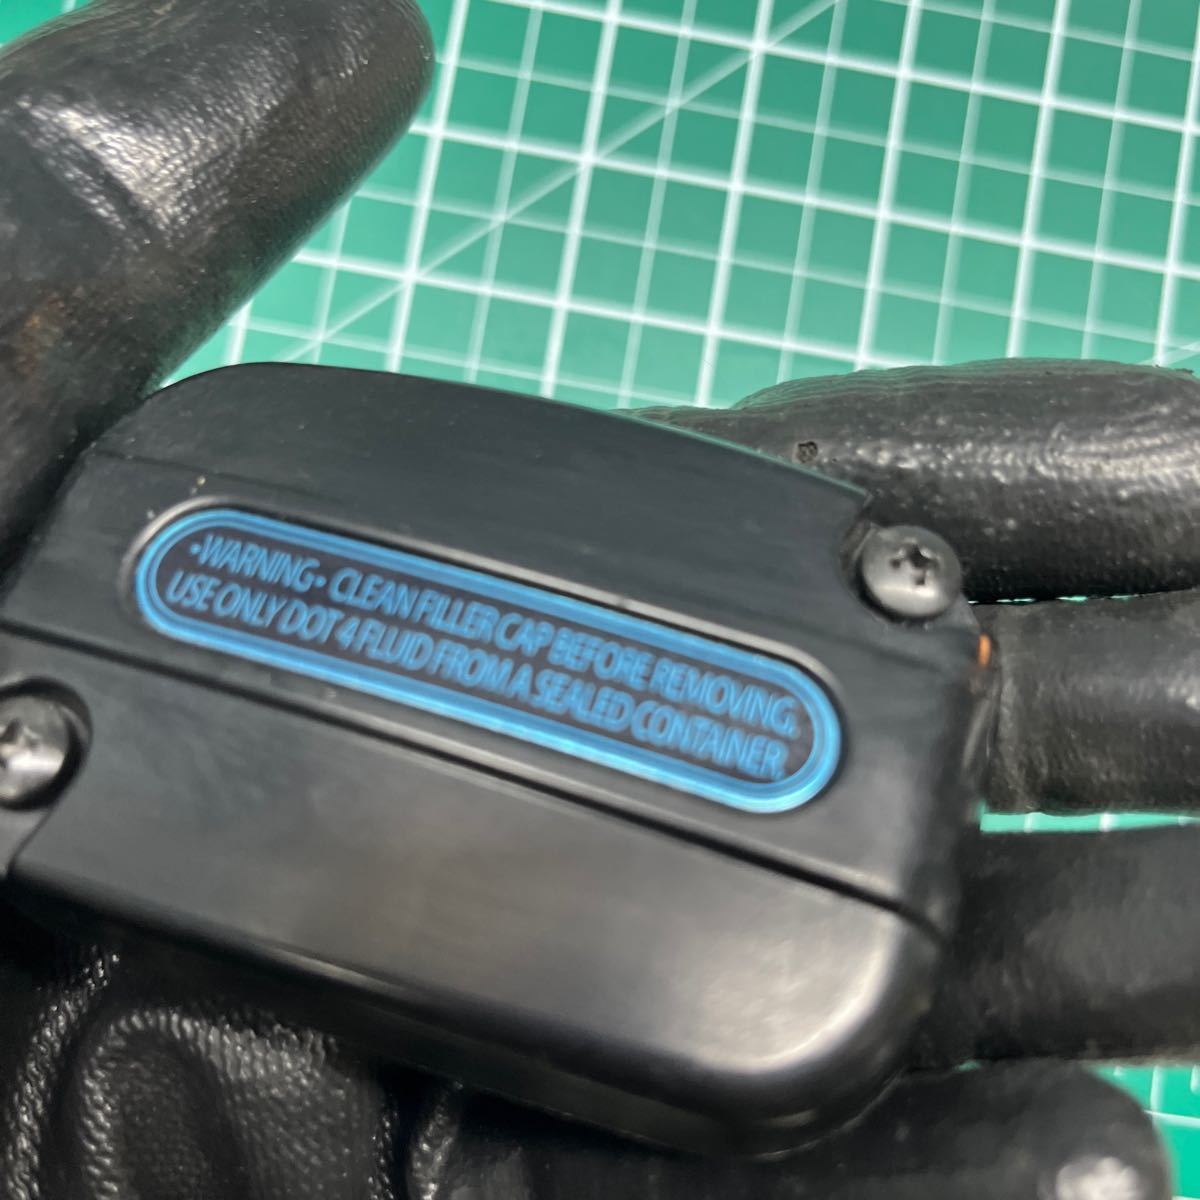 •WARNING• CLEAN FILLER CAP BEFORE REMOVING.
USE ONLY DOT 4 FLUID FROM A SEALED CONTAINER.